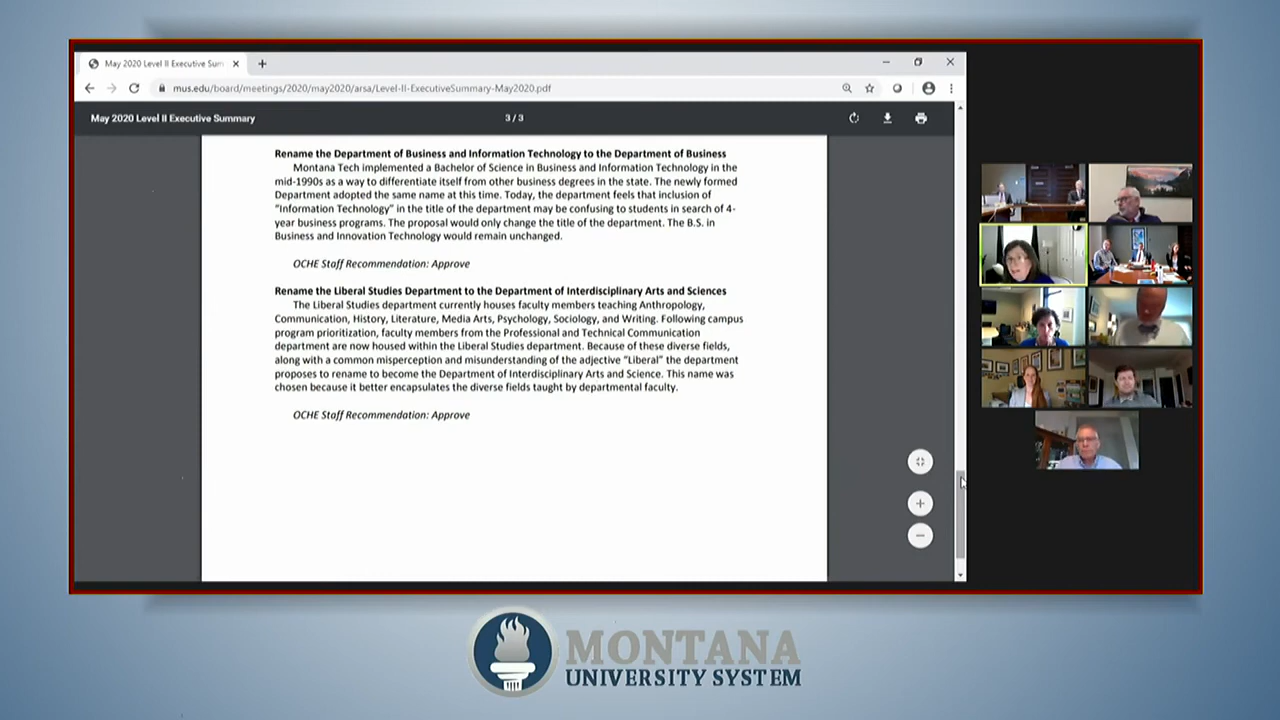 May 2020 Level II Executive Sum
mus.edu/board/meetings/2020/may2020/arsa/Level-II-ExecutiveSummary-May2020.pdf
May 2020 Level II Executive Summary
3 / 3
Rename the Department of Business and Information Technology to the Department of Business
Montana Tech implemented a Bachelor of Science in Business and Information Technology in the
mid-1990s as a way to differentiate itself from other business degrees in the state. The newly formed
Department adopted the same name at this time. Today, the department feels that inclusion of
"Information Technology" in the title of the department may be confusing to students in search of 4-
year business programs. The proposal would only change the title of the department. The B.S. in
Business and Innovation Technology would remain unchanged.
OCHE Staff Recommendation: Approve
Rename the Liberal Studies Department to the Department of Interdisciplinary Arts and Sciences
The Liberal Studies department currently houses faculty members teaching Anthropology,
Communication, History, Literature, Media Arts, Psychology, Sociology, and Writing. Following campus
program prioritization, faculty members from the Professional and Technical Communication
department are now housed within the Liberal Studies department. Because of these diverse fields,
along with a common misperception and misunderstanding of the adjective "Liberal" the department
proposes to rename to become the Department of Interdisciplinary Arts and Science. This name was
chosen because it better encapsulates the diverse fields taught by departmental faculty.
OCHE Staff Recommendation: Approve
MONTANA
UNIVERSITY SYSTEM